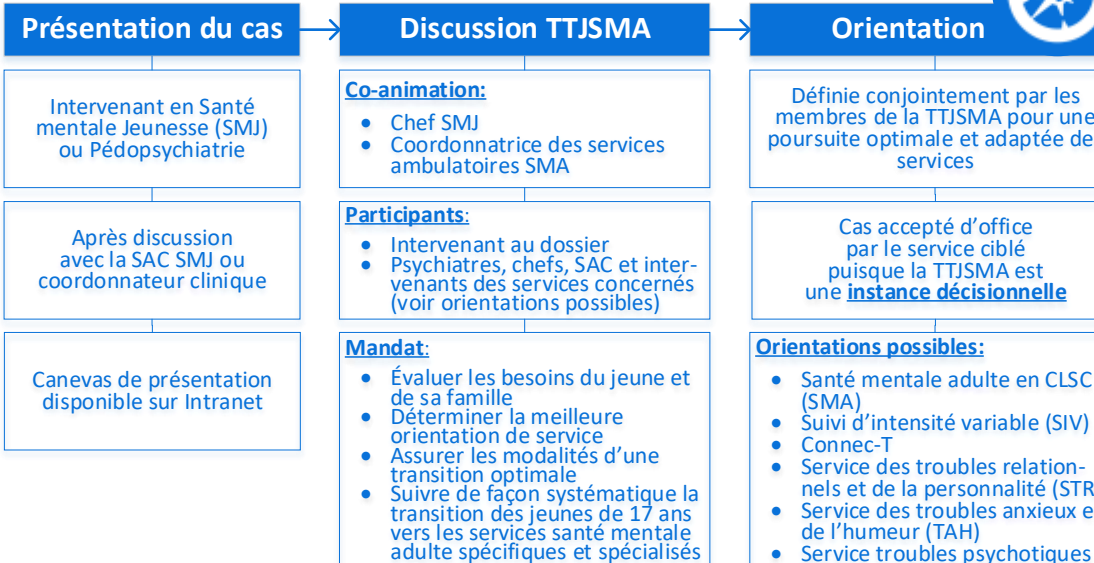 Présentation du cas
Intervenant en Santé
mentale Jeunesse (SMJ)
ou Pédopsychiatrie
Après discussion
avec la SAC SMJ ou
coordonnateur clinique
Canevas de présentation
disponible sur Intranet
Discussion TTJSMA
Co-animation:
• Chef SMJ
• Coordonnatrice des services
ambulatoires SMA
Participants:
• Intervenant au dossier
• Psychiatres, chefs, SAC et inter-
venants des services concernés
(voir orientations possibles)
Mandat:
• Évaluer les besoins du jeune et
de sa famille
• Déterminer la meilleure
orientation de service
• Assurer les modalités d'une
transition optimale
• Suivre de façon systématique la
transition des jeunes de 17 ans
vers les services santé mentale
adulte spécifiques et spécialisés
Orientation
Définie conjointement par les
membres de la TTJSMA pour une
poursuite optimale et adaptée de
services
Cas accepté d'office
par le service ciblé
puisque la TTJSMA est
une instance décisionnelle
Orientations possibles:
• Santé mentale adulte en CLSC
(SMA)
• Suivi d'intensité variable (SIV)
• Connec-T
• Service des troubles relation-
nels et de la personnalité (STR
• Service des troubles anxieux e
de l'humeur (TAH)
• Service troubles psychotiques